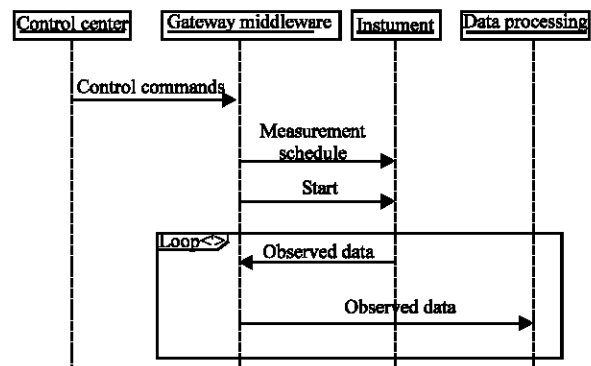 Control center
Gateway middleware
Instument
Data processing
Control commands
Measurement
schedule
Start
Loop<>
Observed data
Observed data